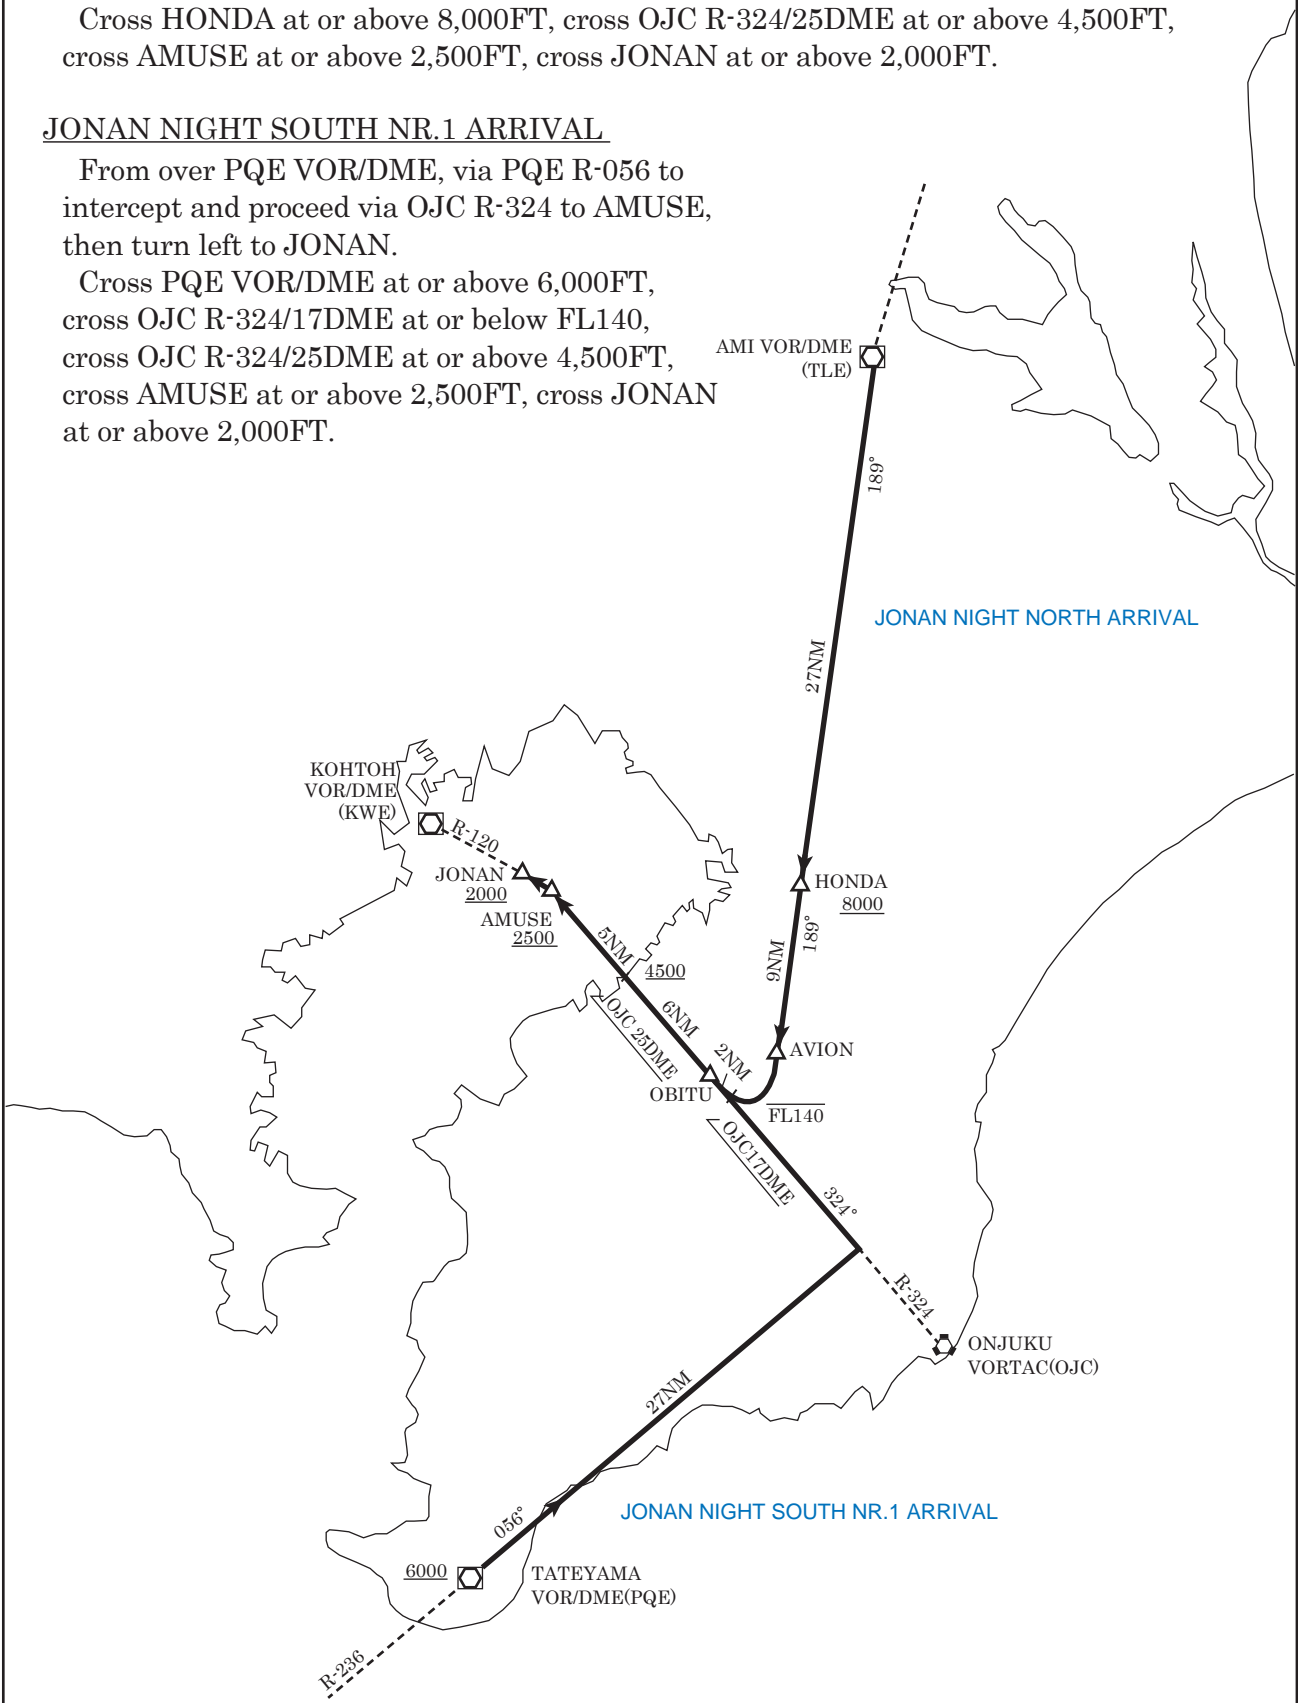 Cross HONDA at or above 8,000FT, cross OJC R-324/25DME at or above 4,500FT,
cross AMUSE at or above 2,500FT, cross JONAN at or above 2,000FT.
JONAN NIGHT SOUTH NR.1 ARRIVAL
From over PQE VOR/DME, via PQE R-056 to
intercept and proceed via OJC R-324 to AMUSE,
then turn left to JONAN.
Cross PQE VOR/DME at or above 6,000FT,
cross OJC R-324/17DME at or below FL140,
cross OJC R-324/25DME at or above 4,500FT,
cross AMUSE at or above 2,500FT, cross JONAN
at or above 2,000FT.
AMI VOR/DME
(TLE)
189°
JONAN NIGHT NORTH ARRIVAL
27NM
KOHTOH
VOR/DME
(KWE)
R-120
JONAN
2000
HONDA
8000
AMUSE
2500
5NM
189°
9NM
4500
OJC 25DME
6NM
2NM
AVION
OBITU
FL140
OJC17DME
324°
R-324
ONJUKU
VORTAC(OJC)
27NM
056°
JONAN NIGHT SOUTH NR.1 ARRIVAL
6000
TATEYAMA
VOR/DME(PQE)
R-236